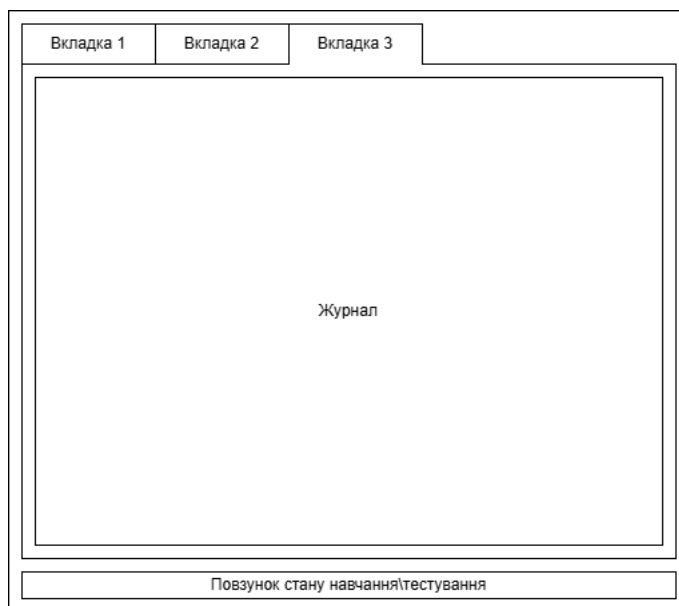 Вкладка 1
Вкладка 2
Вкладка 3
Журнал
Повзунок стану навчання\тестування